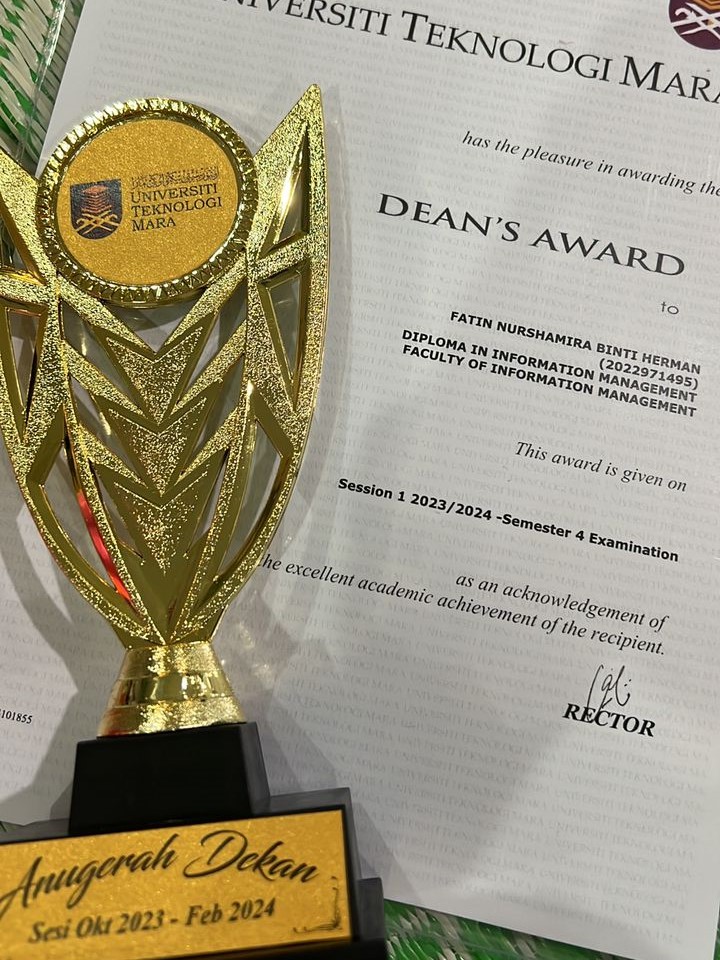 UNIVERSITI TEKNOLOGI MARA
has the pleasure in awarding the
DEAN'S AWARD
to
FATIN NURSHAMIRA BINTI HERMAN
(2022971495)
DIPLOMA IN INFORMATION MANAGEMENT
FACULTY OF INFORMATION MANAGEMENT
This award is given on
Session 1 2023/2024 -Semester 4 Examination
as an acknowledgement of
the excellent academic achievement of the recipient.
RECTOR
101855
UNIVERSITI
TEKNOLOGI
MARA
Anugerah Dekan
Sesi Okt 2023 - Feb 2024